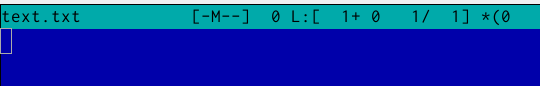 text.txt [-M--] 0 L:[ 1+ 0 1/ 1] *(0